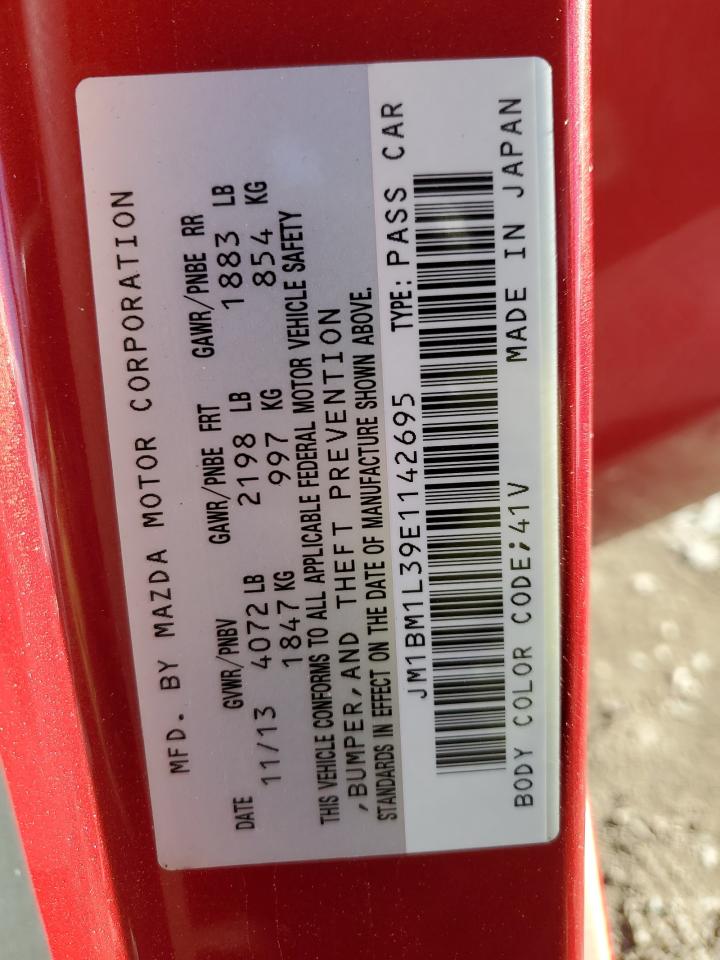 MFD. BY MAZDA MOTOR CORPORATION
DATE GVWR/PNBV GAWR/PNBE FRT GAWR/PNBE RR
11/13 4072 LB 2198 LB 1883 LB
1847 KG 997 KG 854 KG
THIS VEHICLE CONFORMS TO ALL APPLICABLE FEDERAL MOTOR VEHICLE SAFETY
,BUMPER,AND THEFT PREVENTION
STANDARDS IN EFFECT ON THE DATE OF MANUFACTURE SHOWN ABOVE.
JM1BM1L39E1142695 TYPE: PASS CAR
BODY COLOR CODE;41V MADE IN JAPAN